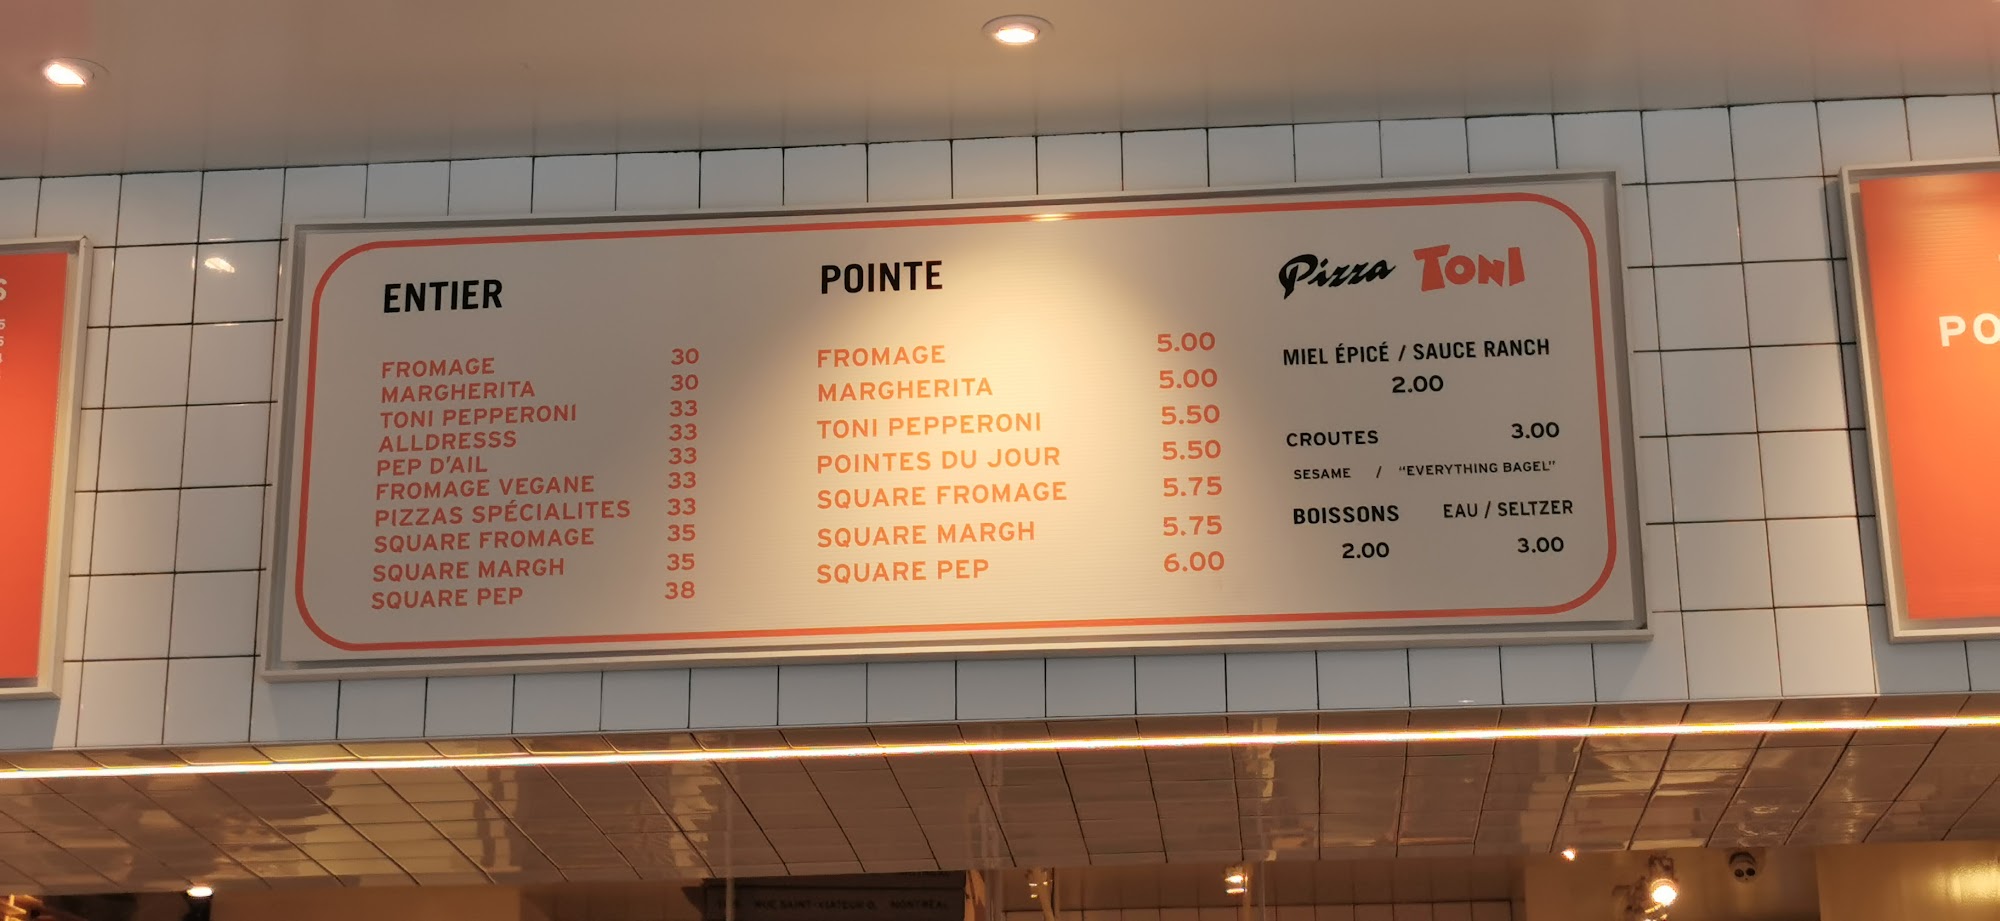 ENTIER
FROMAGE 30
MARGHERITA 30
TONI PEPPERONI 33
ALLDRESSS 33
PEP D'AIL 33
FROMAGE VEGANE 33
PIZZAS SPÉCIALITES 33
SQUARE FROMAGE 35
SQUARE MARGH 35
SQUARE PEP 38
POINTE
FROMAGE 5.00
MARGHERITA 5.00
TONI PEPPERONI 5.50
POINTES DU JOUR 5.50
SQUARE FROMAGE 5.75
SQUARE MARGH 5.75
SQUARE PEP 6.00
Pizza TONI
MIEL ÉPICÉ / SAUCE RANCH
2.00
CROUTES 3.00
SESAME / "EVERYTHING BAGEL"
BOISSONS EAU / SELTZER
2.00 3.00
PO
RUE SAINT-VIATEUR O. MONTRÉAL